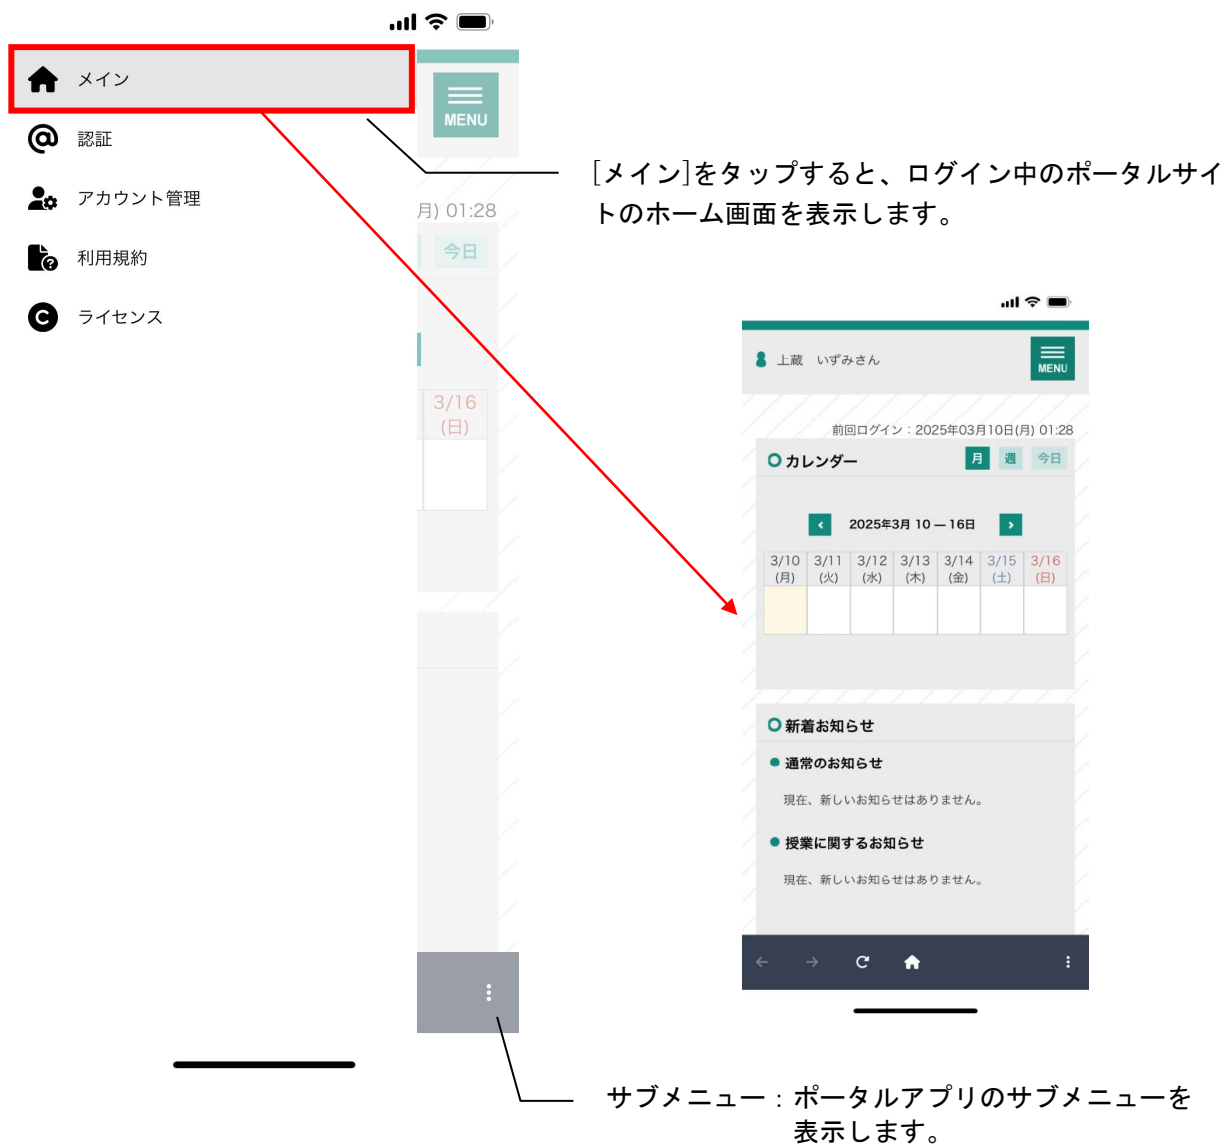 メイン
認証
アカウント管理
利用規約
ライセンス
MENU
月) 01:28
今日
3/16
(日)
[メイン]をタップすると、ログイン中のポータルサイ
トのホーム画面を表示します。
上蔵　いずみさん
MENU
前回ログイン：2025年03月10日(月) 01:28
カレンダー
月 週 今日
2025年3月 10 — 16日
3/10 3/11 3/12 3/13 3/14 3/15 3/16
(月) (火) (水) (木) (金) (土) (日)
新着お知らせ
通常のお知らせ
現在、新しいお知らせはありません。
授業に関するお知らせ
現在、新しいお知らせはありません。
サブメニュー：ポータルアプリのサブメニューを
表示します。